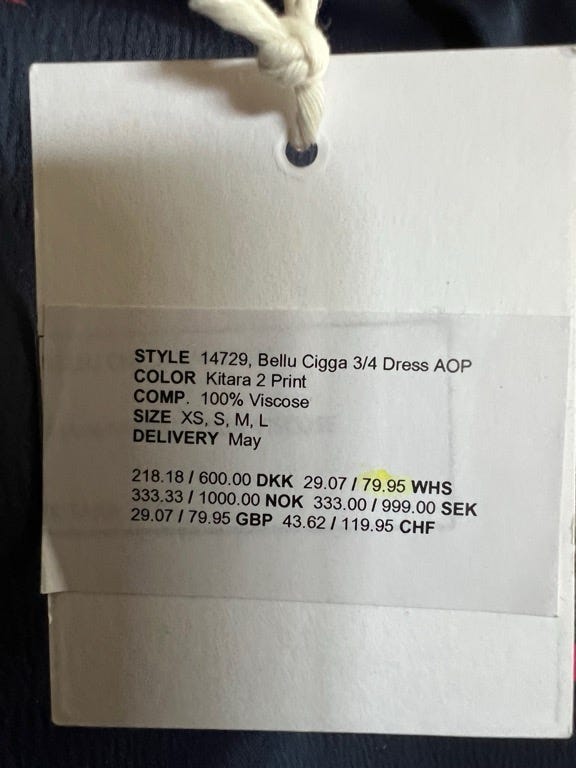 STYLE 14729, Bellu Cigga 3/4 Dress AOP
COLOR Kitara 2 Print
COMP. 100% Viscose
SIZE XS, S, M, L
DELIVERY May
218.18 / 600.00 DKK 29.07 / 79.95 WHS
333.33 / 1000.00 NOK 333.00 / 999.00 SEK
29.07 / 79.95 GBP 43.62 / 119.95 CHF